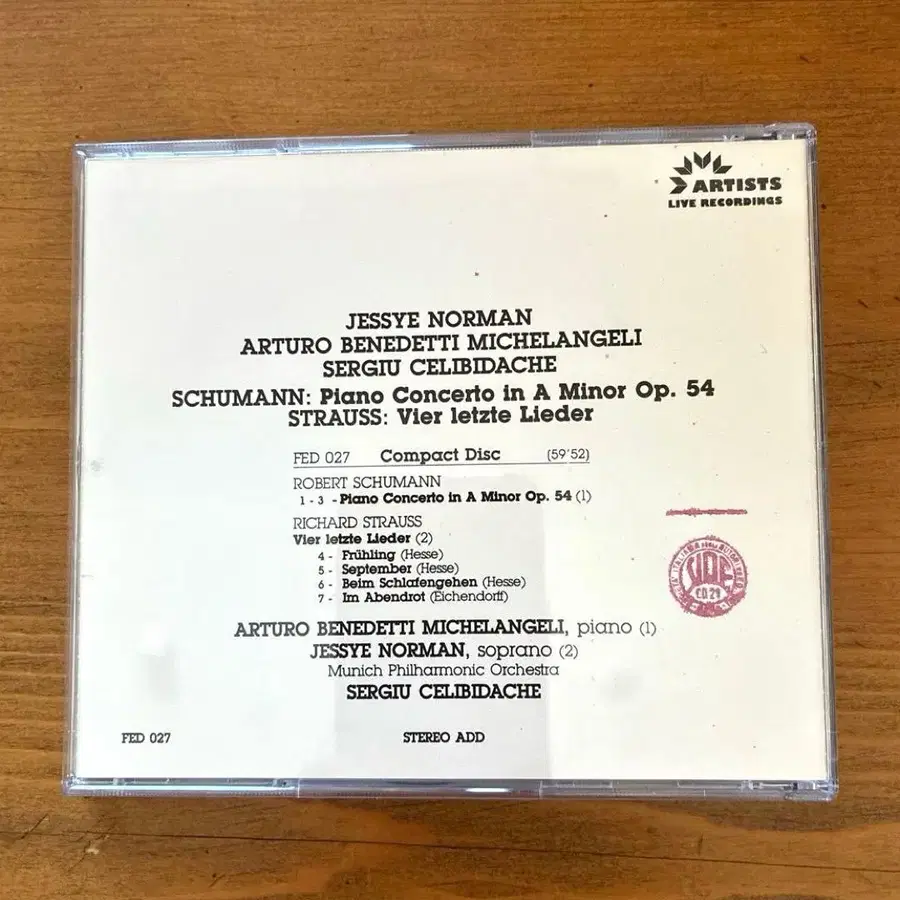 ARTISTS
LIVE RECORDINGS
JESSYE NORMAN
ARTURO BENEDETTI MICHELANGELI
SERGIU CELIBIDACHE
SCHUMANN: Piano Concerto in A Minor Op. 54
STRAUSS: Vier letzte Lieder
FED 027 Compact Disc (59'52)
ROBERT SCHUMANN
1 - 3 - Piano Concerto in A Minor Op. 54 (1)
RICHARD STRAUSS
Vier letzte Lieder (2)
4 - Frühling (Hesse)
5 - September (Hesse)
6 - Beim Schlafengehen (Hesse)
7 - Im Abendrot (Eichendorff)
ARTURO BENEDETTI MICHELANGELI, piano (1)
JESSYE NORMAN, soprano (2)
Munich Philharmonic Orchestra
SERGIU CELIBIDACHE
FED 027 STEREO ADD